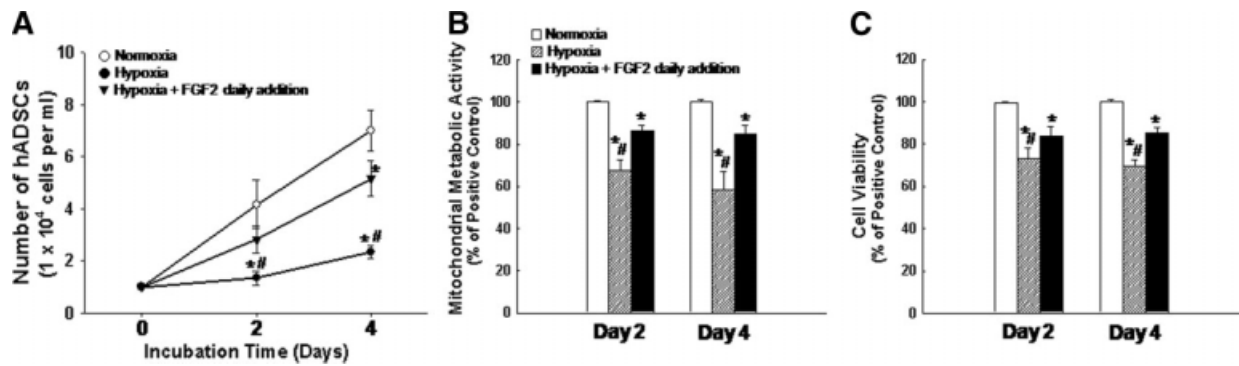 A
Number of hADSCs
(1 x 10⁴ cells per ml)
10
8
6
4
2
0
Normoxia
Hypoxia
Hypoxia + FGF2 daily addition
*#
*#
*
0
2
4
Incubation Time (Days)
B
Mitochondrial Metabolic Activity
(% of Positive Control)
Normoxia
Hypoxia
Hypoxia + FGF2 daily addition
120
100
80
60
40
20
0
*
#
*
*
#
*
Day 2
Day 4
C
Cell Viability
(% of Positive Control)
120
100
80
60
40
20
0
*
#
*
*
#
*
Day 2
Day 4